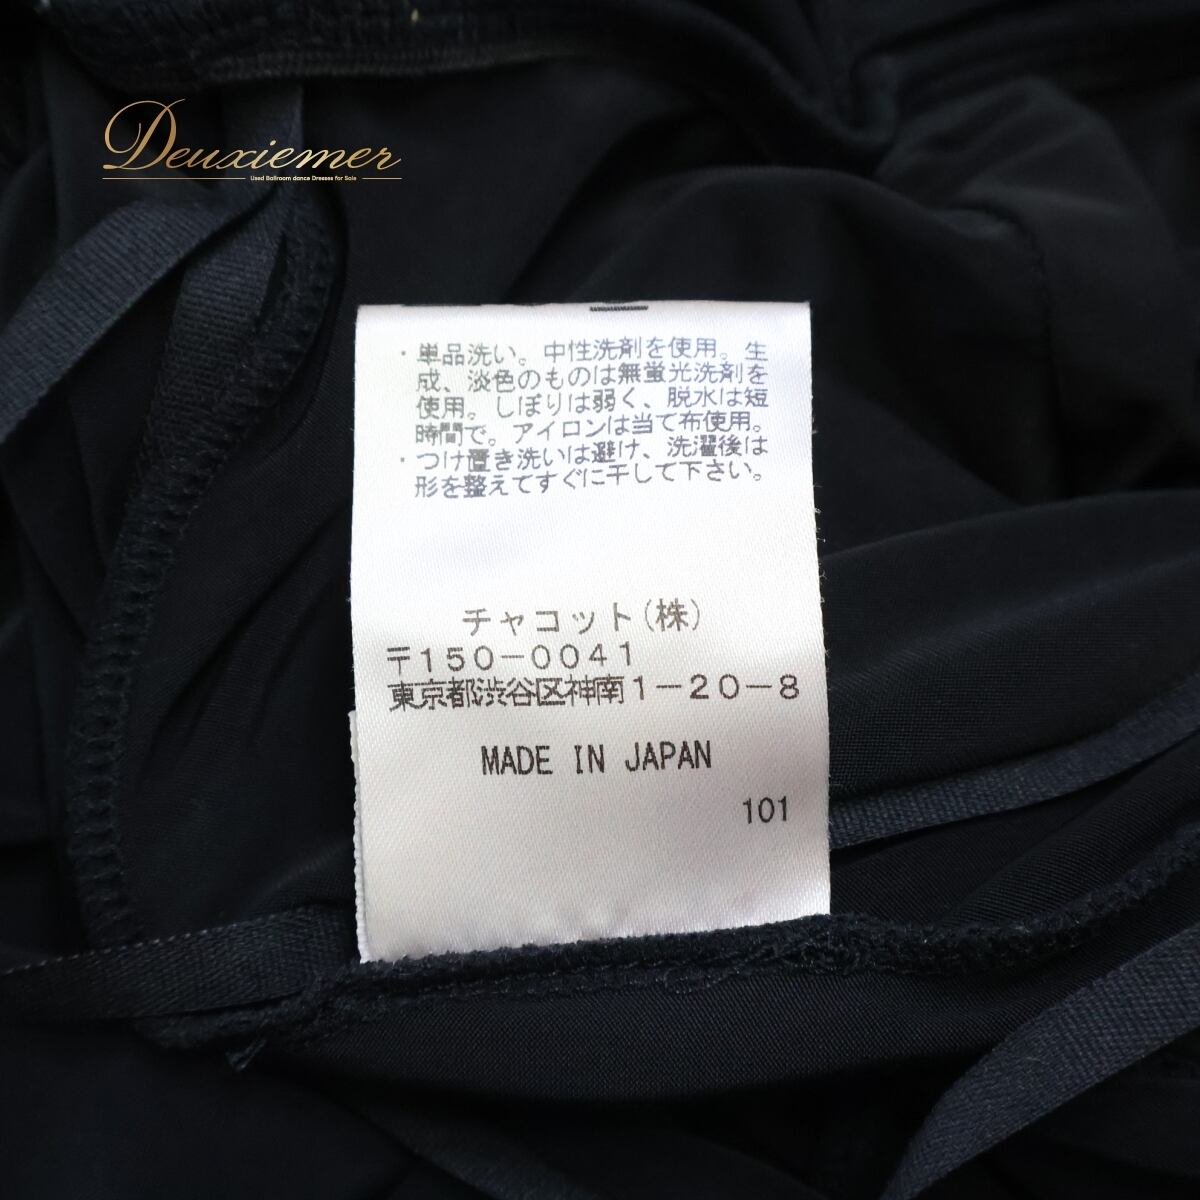 Deuxiemer
Used Ballroom dance Dresses for Sale
・単品洗い。中性洗剤を使用。生
成、淡色のものは無蛍光洗剤を
使用。しぼりは弱く、脱水は短
時間で。アイロンは当て布使用。
・つけ置き洗いは避け、洗濯後は
形を整えてすぐに干して下さい。
チャコット(株)
〒150-0041
東京都渋谷区神南1-20-8
MADE IN JAPAN
101